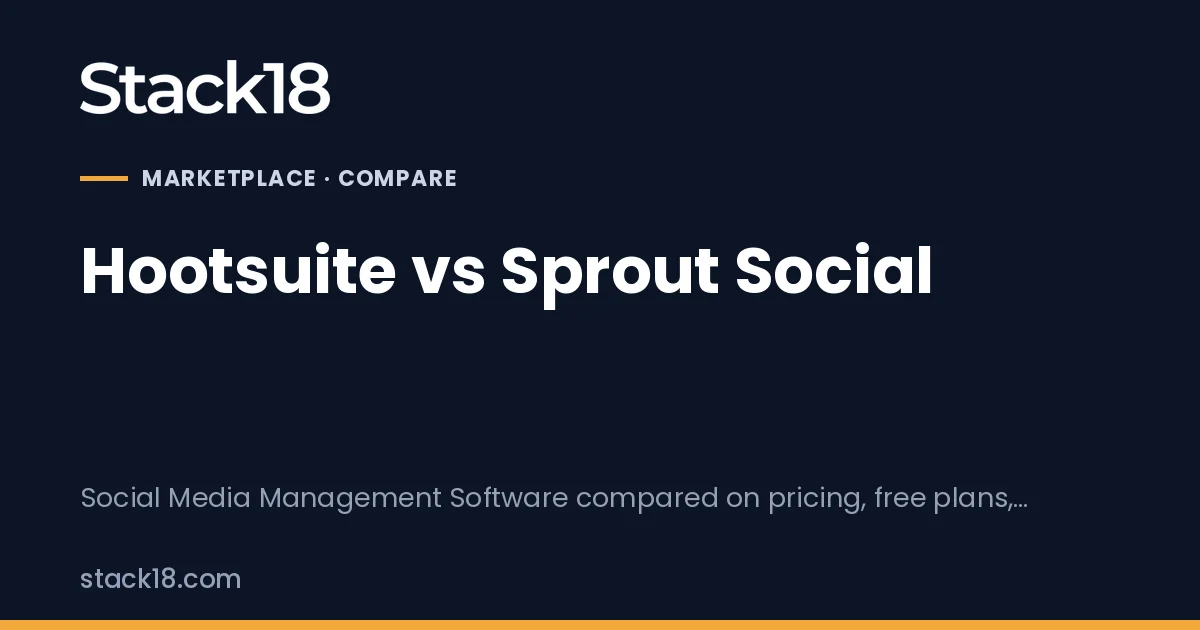 Stack18
MARKETPLACE · COMPARE
Hootsuite vs Sprout Social
Social Media Management Software compared on pricing, free plans,...
stack18.com